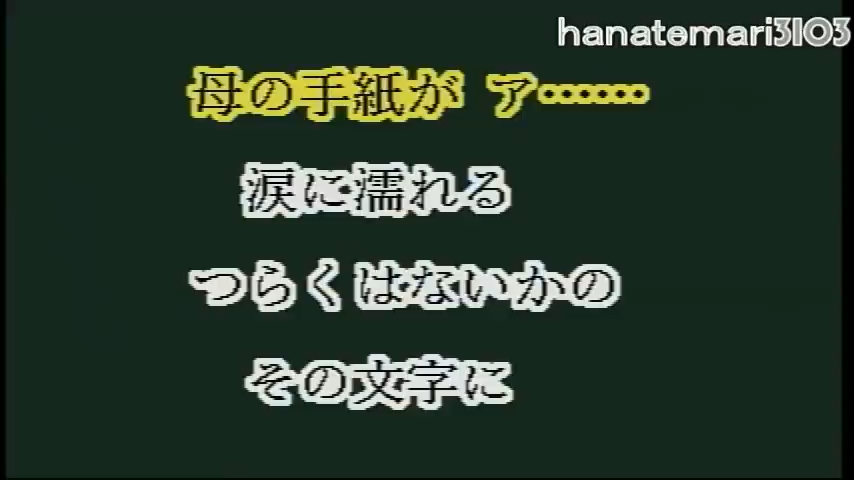 hanatemari3103
母の手紙が ア……
涙に濡れる
つらくはないかの
その文字に